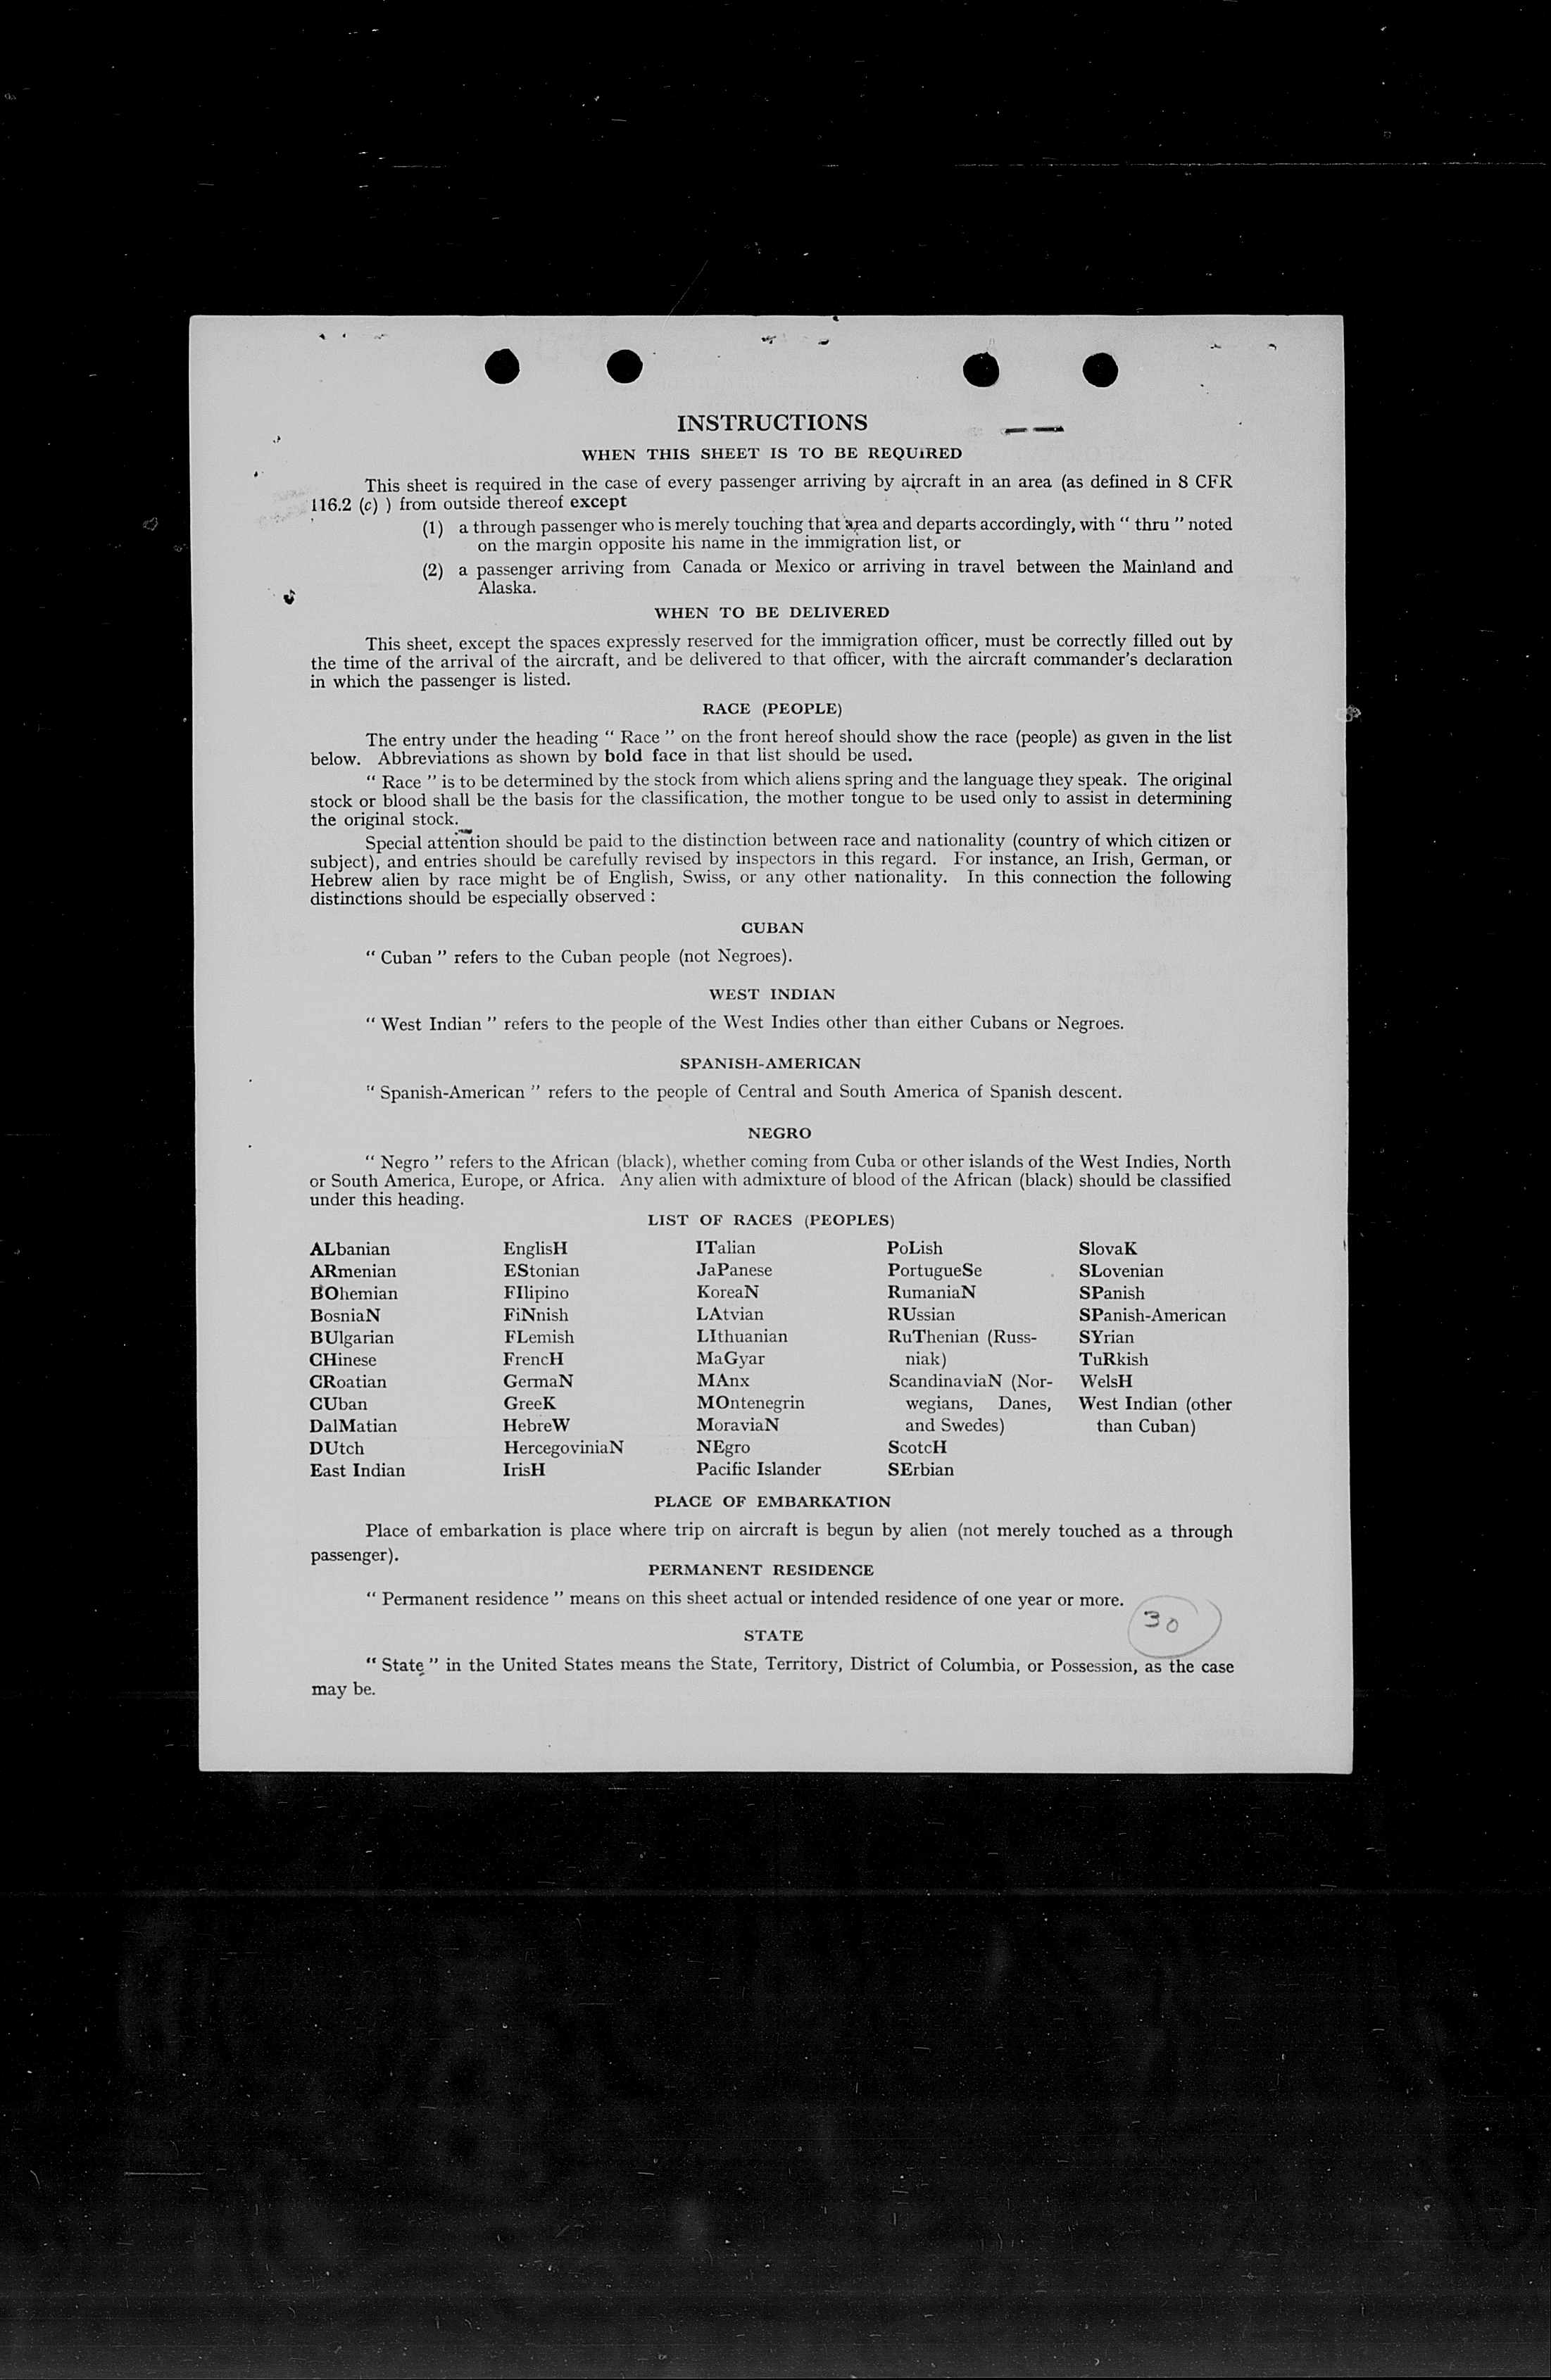 INSTRUCTIONS
WHEN THIS SHEET IS TO BE REQUIRED
This sheet is required in the case of every passenger arriving by aircraft in an area (as defined in 8 CFR
116.2 (c) ) from outside thereof except
(1) a through passenger who is merely touching that area and departs accordingly, with “ thru ” noted
on the margin opposite his name in the immigration list, or
(2) a passenger arriving from Canada or Mexico or arriving in travel between the Mainland and
Alaska.
WHEN TO BE DELIVERED
This sheet, except the spaces expressly reserved for the immigration officer, must be correctly filled out by
the time of the arrival of the aircraft, and be delivered to that officer, with the aircraft commander’s declaration
in which the passenger is listed.
RACE (PEOPLE)
The entry under the heading “ Race ” on the front hereof should show the race (people) as given in the list
below. Abbreviations as shown by bold face in that list should be used.
“ Race ” is to be determined by the stock from which aliens spring and the language they speak. The original
stock or blood shall be the basis for the classification, the mother tongue to be used only to assist in determining
the original stock.
Special attention should be paid to the distinction between race and nationality (country of which citizen or
subject), and entries should be carefully revised by inspectors in this regard. For instance, an Irish, German, or
Hebrew alien by race might be of English, Swiss, or any other nationality. In this connection the following
distinctions should be especially observed :
CUBAN
“ Cuban ” refers to the Cuban people (not Negroes).
WEST INDIAN
“ West Indian ” refers to the people of the West Indies other than either Cubans or Negroes.
SPANISH-AMERICAN
“ Spanish-American ” refers to the people of Central and South America of Spanish descent.
NEGRO
“ Negro ” refers to the African (black), whether coming from Cuba or other islands of the West Indies, North
or South America, Europe, or Africa. Any alien with admixture of blood of the African (black) should be classified
under this heading.
LIST OF RACES (PEOPLES)
ALbanian
ARmenian
BOhemian
BosniaN
BUlgarian
CHinese
CRoatian
CUban
DalMatian
DUtch
East Indian
EnglisH
EStonian
FIlipino
FiNnish
FLemish
FrencH
GermaN
GreeK
HebreW
HercegoviniaN
IrisH
ITalian
JaPanese
KoreaN
LAtvian
LIthuanian
MaGyar
MAnx
MOntenegrin
MoraviaN
NEgro
Pacific Islander
PoLish
PortugueSe
RumaniaN
RUssian
RuThenian (Russ-
niak)
ScandinaviaN (Nor-
wegians, Danes,
and Swedes)
ScotcH
SErbian
SlovaK
SLovenian
SPanish
SPanish-American
SYrian
TuRkish
WelsH
West Indian (other
than Cuban)
PLACE OF EMBARKATION
Place of embarkation is place where trip on aircraft is begun by alien (not merely touched as a through
passenger).
PERMANENT RESIDENCE
“ Permanent residence ” means on this sheet actual or intended residence of one year or more.
30
STATE
“ State ” in the United States means the State, Territory, District of Columbia, or Possession, as the case
may be.